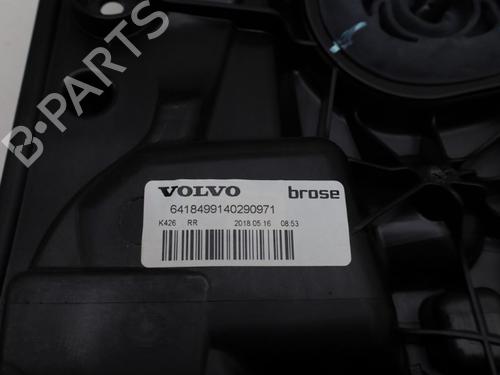 B-PARTS
VOLVO brose
6418499140290971
K426 RR 2018.05.16 08:53